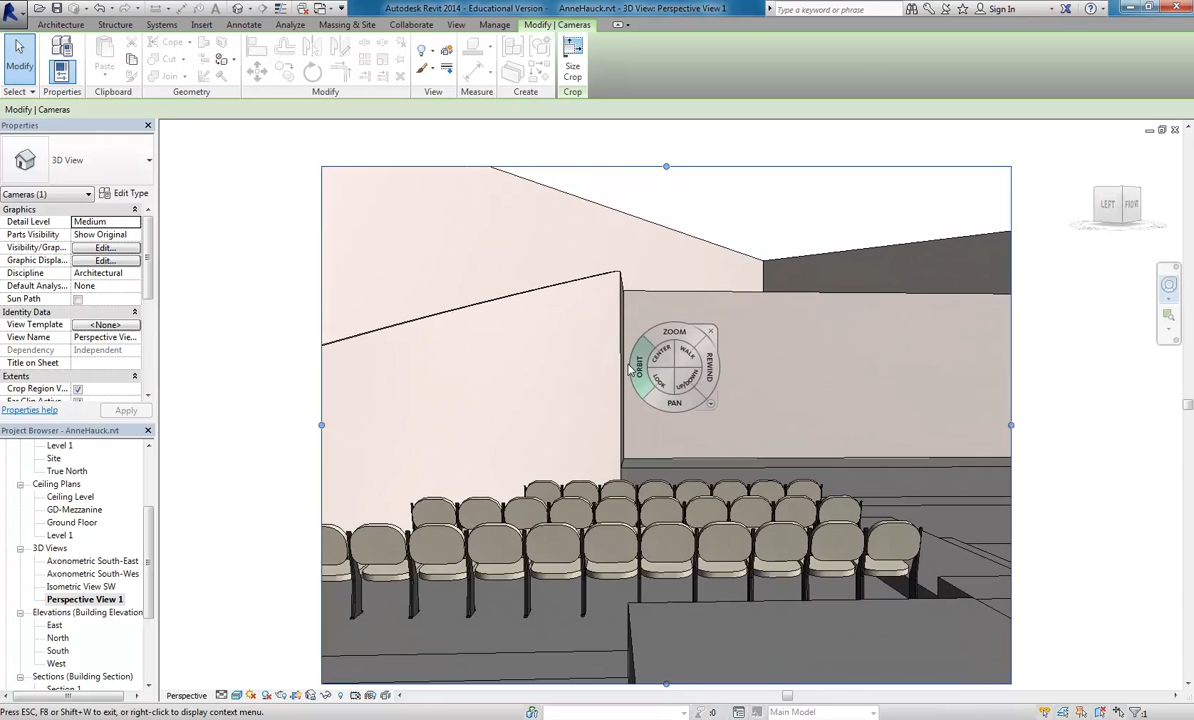 Autodesk Revit 2014 - Educational Version - AnneHauck.rvt - 3D View: Perspective View 1
Type a keyword or phrase
Sign In
Architecture Structure Systems Insert Annotate Analyze Massing & Site Collaborate View Manage Modify | Cameras
Modify
Paste
Cope
Cut
Join
Size
Crop
Select Properties Clipboard Geometry Modify View Measure Create Crop
Modify | Cameras
Properties
3D View
Cameras (1) Edit Type
Graphics
Detail Level Medium
Parts Visibility Show Original
Visibility/Grap... Edit...
Graphic Displa... Edit...
Discipline Architectural
Default Analys... None
Sun Path
Identity Data
View Template <None>
View Name Perspective Vie...
Dependency Independent
Title on Sheet
Extents
Crop Region V...
Properties help Apply
Project Browser - AnneHauck.rvt
Level 1
Site
True North
Ceiling Plans
Ceiling Level
GD-Mezzanine
Ground Floor
Level 1
3D Views
Axonometric South-East
Axonometric South-Wes
Isometric View SW
Perspective View 1
Elevations (Building Elevation
East
North
South
West
Sections (Building Section)
LEFT FRONT
ZOOM
CENTER WALK
ORBIT REWIND
LOOK UP/DOWN
PAN
Perspective
Press ESC, F8 or Shift+W to exit, or right-click to display context menu.
:0
Main Model
:1